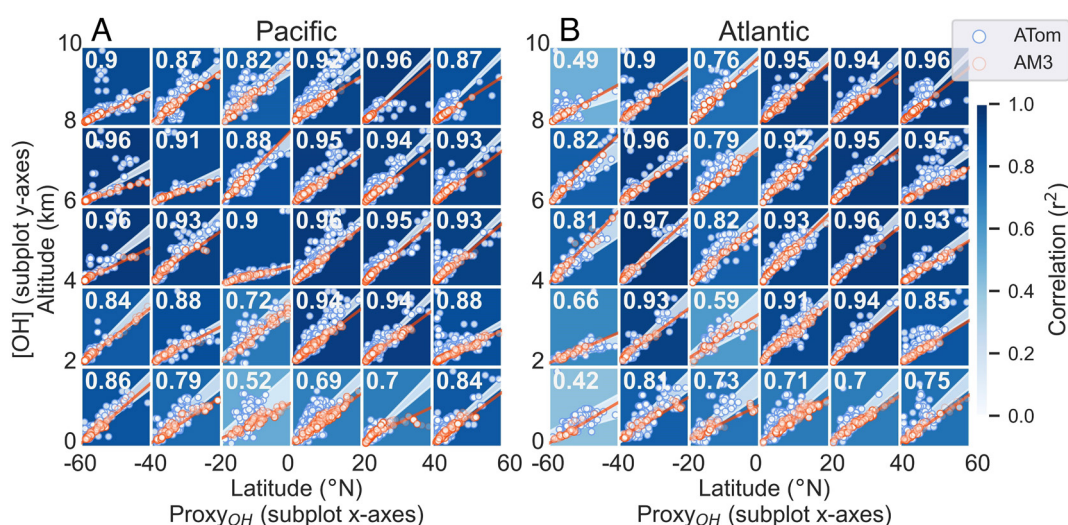 A Pacific
B Atlantic
ATom
AM3
[OH] (subplot y-axes)
Altitude (km)
10
8
6
4
2
0
0.9 0.87 0.82 0.92 0.96 0.87
0.96 0.91 0.88 0.95 0.94 0.93
0.96 0.93 0.9 0.96 0.95 0.93
0.84 0.88 0.72 0.94 0.94 0.88
0.86 0.79 0.52 0.69 0.7 0.84
-60 -40 -20 0 20 40 60
Latitude (°N)
Proxy_OH (subplot x-axes)
10
8
6
4
2
0
0.49 0.9 0.76 0.95 0.94 0.96
0.82 0.96 0.79 0.92 0.95 0.95
0.81 0.97 0.82 0.93 0.96 0.93
0.66 0.93 0.59 0.91 0.94 0.85
0.42 0.81 0.73 0.71 0.7 0.75
-60 -40 -20 0 20 40 60
Latitude (°N)
Proxy_OH (subplot x-axes)
1.0
0.8
0.6
0.4
0.2
0.0
Correlation (r²)